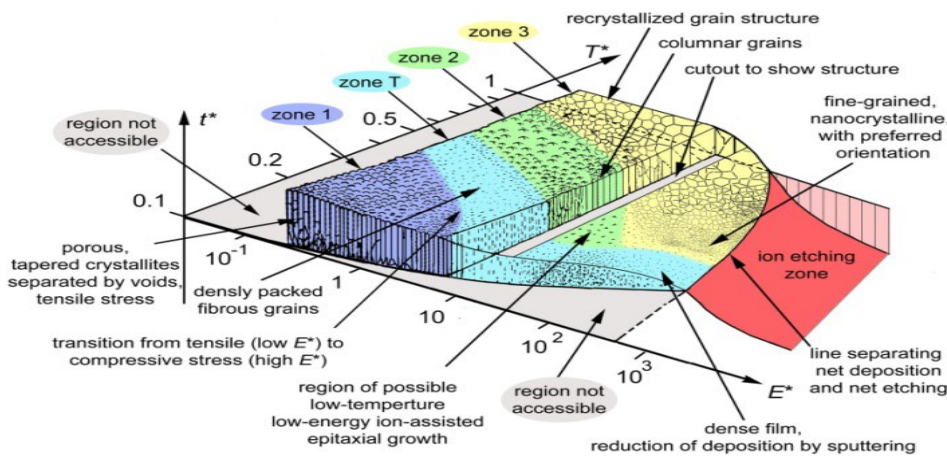 recrystallized grain structure
columnar grains
cutout to show structure
fine-grained,
nanocrystalline,
with preferred
orientation
zone 3
zone 2
zone T
zone 1
T*
1
0.5
0.2
0.1
region not
accessible
t*
porous,
tapered crystallites
separated by voids,
tensile stress
10⁻¹
1
10
10²
10³
E*
densly packed
fibrous grains
transition from tensile (low E*) to
compressive stress (high E*)
region of possible
low-temperture
low-energy ion-assisted
epitaxial growth
region not
accessible
ion etching
zone
line separating
net deposition
and net etching
dense film,
reduction of deposition by sputtering